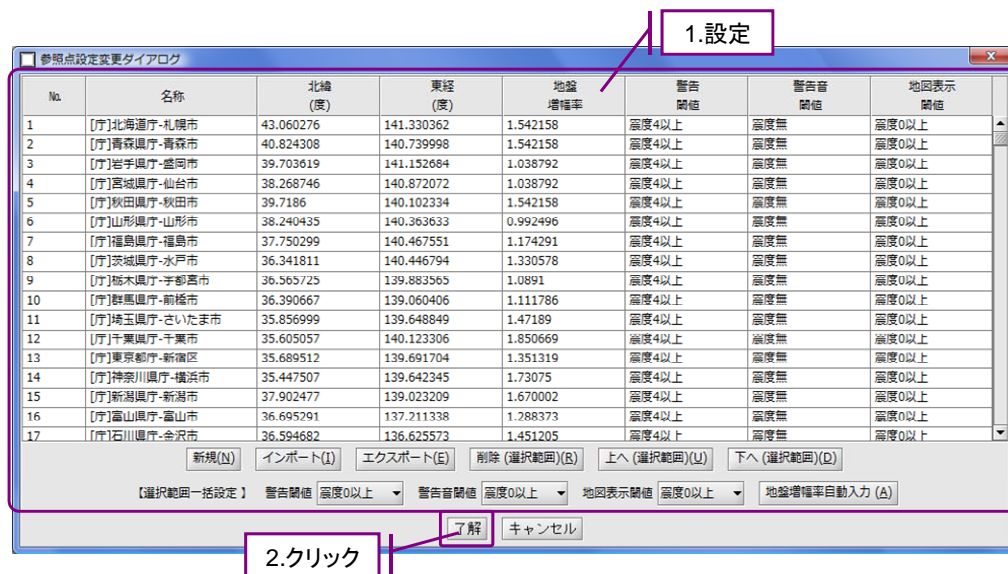 1.設定
参照点設定変更ダイアログ
No. 名称 北緯(度) 東経(度) 地盤増幅率 警告閾値 警告音閾値 地図表示閾値
1 [庁]北海道庁-札幌市 43.060276 141.330362 1.542158 震度4以上 震度無 震度0以上
2 [庁]青森県庁-青森市 40.824308 140.739998 1.542158 震度4以上 震度無 震度0以上
3 [庁]岩手県庁-盛岡市 39.703619 141.152684 1.038792 震度4以上 震度無 震度0以上
4 [庁]宮城県庁-仙台市 38.268746 140.872072 1.038792 震度4以上 震度無 震度0以上
5 [庁]秋田県庁-秋田市 39.7186 140.102334 1.542158 震度4以上 震度無 震度0以上
6 [庁]山形県庁-山形市 38.240435 140.363633 0.992496 震度4以上 震度無 震度0以上
7 [庁]福島県庁-福島市 37.750299 140.467551 1.174291 震度4以上 震度無 震度0以上
8 [庁]茨城県庁-水戸市 36.341811 140.446794 1.330578 震度4以上 震度無 震度0以上
9 [庁]栃木県庁-宇都宮市 36.565725 139.883565 1.0891 震度4以上 震度無 震度0以上
10 [庁]群馬県庁-前橋市 36.390667 139.060406 1.111786 震度4以上 震度無 震度0以上
11 [庁]埼玉県庁-さいたま市 35.856999 139.648849 1.47189 震度4以上 震度無 震度0以上
12 [庁]千葉県庁-千葉市 35.605057 140.123306 1.850669 震度4以上 震度無 震度0以上
13 [庁]東京都庁-新宿区 35.689512 139.691704 1.351319 震度4以上 震度無 震度0以上
14 [庁]神奈川県庁-横浜市 35.447507 139.642345 1.73075 震度4以上 震度無 震度0以上
15 [庁]新潟県庁-新潟市 37.902477 139.023209 1.670002 震度4以上 震度無 震度0以上
16 [庁]富山県庁-富山市 36.695291 137.211338 1.288373 震度4以上 震度無 震度0以上
17 [庁]石川県庁-金沢市 36.594682 136.625573 1.451205 震度4以上 震度無 震度0以上
新規(N) インポート(I) エクスポート(E) 削除 (選択範囲)(R) 上へ (選択範囲)(U) 下へ (選択範囲)(D)
【選択範囲一括設定 】 警告閾値 震度0以上 警告音閾値 震度0以上 地図表示閾値 震度0以上 地盤増幅率自動入力 (A)
了解 キャンセル
2.クリック